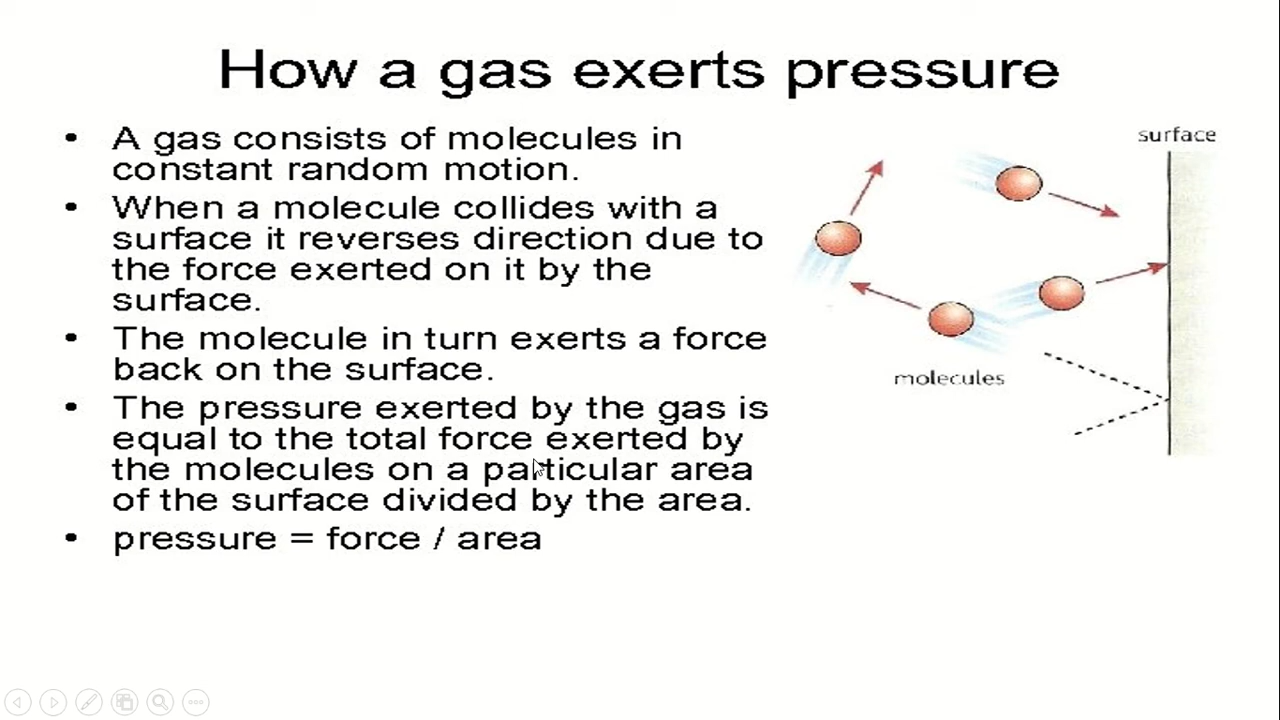 How a gas exerts pressure
• A gas consists of molecules in
constant random motion.
• When a molecule collides with a
surface it reverses direction due to
the force exerted on it by the
surface.
• The molecule in turn exerts a force
back on the surface.
• The pressure exerted by the gas is
equal to the total force exerted by
the molecules on a particular area
of the surface divided by the area.
• pressure = force / area
surface
molecules